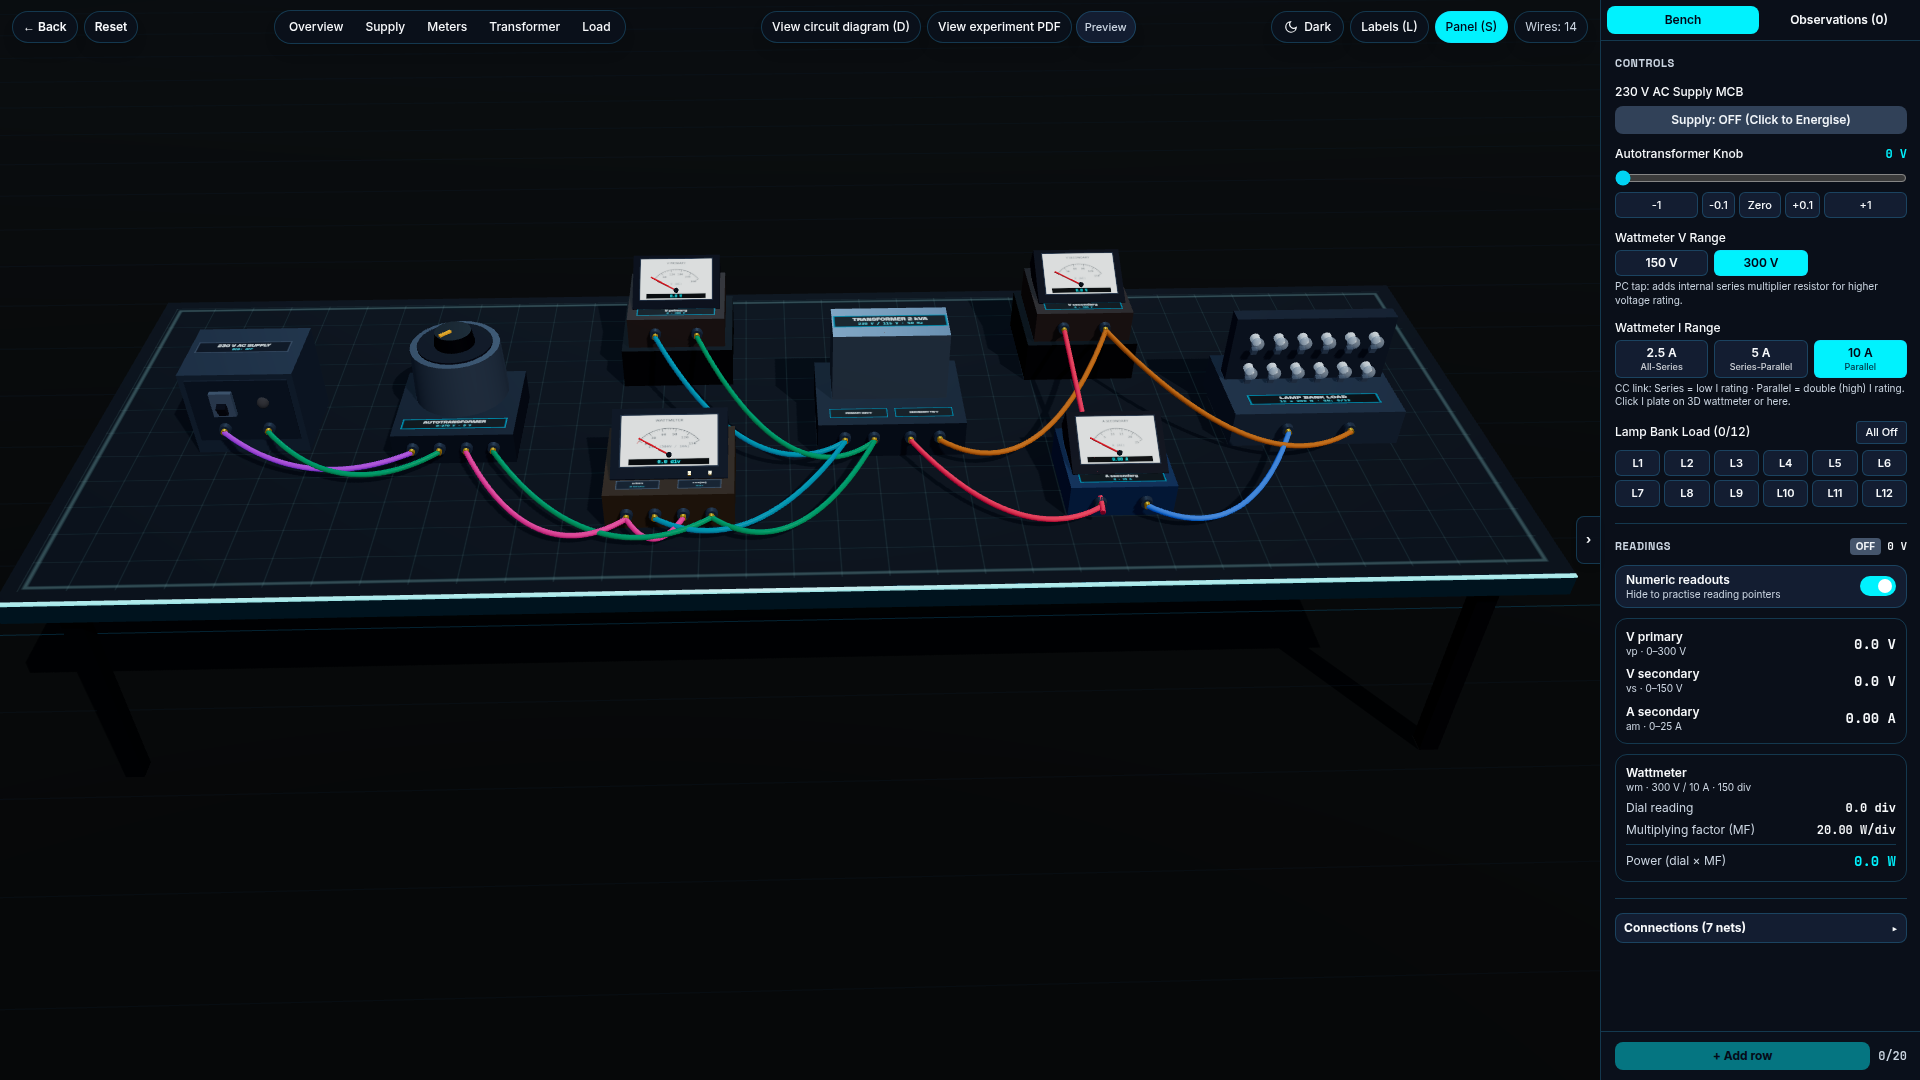 ← Back
Reset
Overview
Supply
Meters
Transformer
Load
View circuit diagram (D)
View experiment PDF
Preview
Dark
Labels (L)
Panel (S)
Wires: 14
230 V AC SUPPLY
AUTOTRANSFORMER
TRANSFORMER 2 kVA
LAMP BANK LOAD
Bench
Observations (0)
CONTROLS
230 V AC Supply MCB
Supply: OFF (Click to Energise)
Autotransformer Knob
0 V
-1
-0.1
Zero
+0.1
+1
Wattmeter V Range
150 V
300 V
PC tap: adds internal series multiplier resistor for higher
voltage rating.
Wattmeter I Range
2.5 A
All-Series
5 A
Series-Parallel
10 A
Parallel
CC link: Series = low I rating · Parallel = double (high) I rating.
Click I plate on 3D wattmeter or here.
Lamp Bank Load (0/12)
All Off
L1
L2
L3
L4
L5
L6
L7
L8
L9
L10
L11
L12
›
READINGS
OFF
0 V
Numeric readouts
Hide to practise reading pointers
V primary
vp · 0–300 V
0.0 V
V secondary
vs · 0–150 V
0.0 V
A secondary
am · 0–25 A
0.00 A
Wattmeter
wm · 300 V / 10 A · 150 div
Dial reading
0.0 div
Multiplying factor (MF)
20.00 W/div
Power (dial × MF)
0.0 W
Connections (7 nets)
▸
+ Add row
0/20